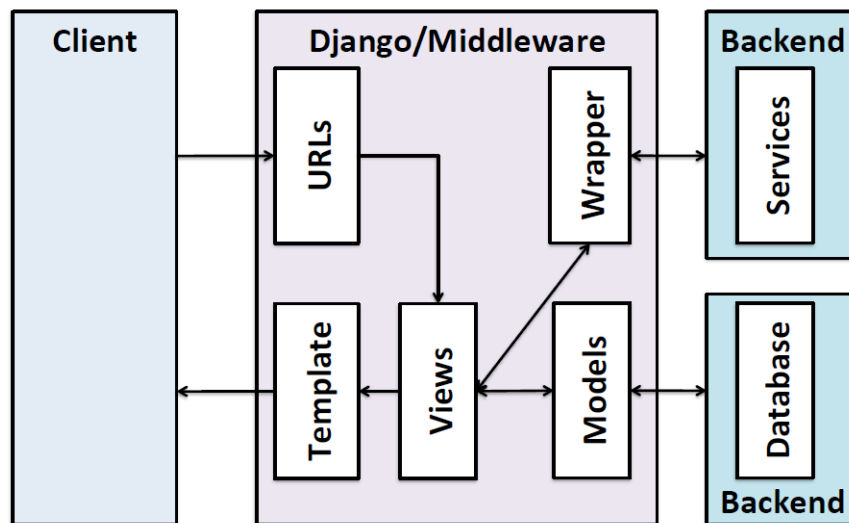 Client
Django/Middleware
Backend
URLs
Wrapper
Services
Template
Views
Models
Database
Backend